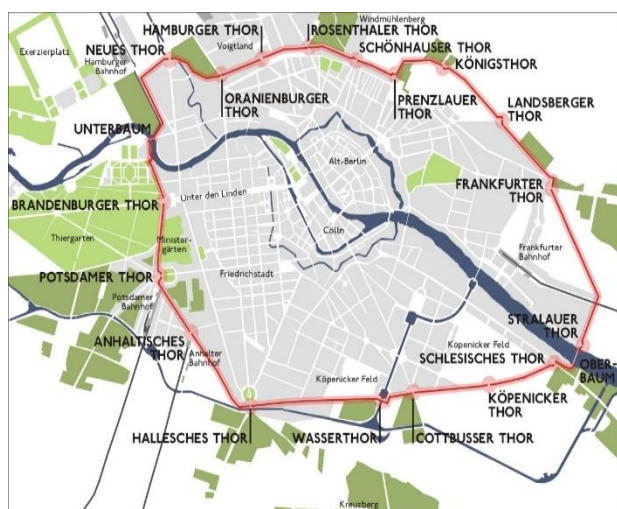 Windmühlenberg
Exerzierplatz
HAMBURGER THOR
ROSENTHALER THOR
Voigtland
SCHÖNHAUSER THOR
NEUES THOR
KÖNIGSTHOR
Hamburger
Bahnhof
ORANIENBURGER
THOR
PRENZLAUER
THOR
LANDSBERGER
THOR
UNTERBAUM
Alt-Berlin
FRANKFURTER
THOR
Unter den Linden
BRANDENBURGER THOR
Cölln
Thiergarten
Minister-
gärten
Frankfurter
Bahnhof
Friedrichstadt
POTSDAMER THOR
Potsdamer
Bahnhof
STRALAUER
THOR
ANHALTISCHES
THOR
Anhalter
Bahnhof
Kopenicker Feld
SCHLESISCHES THOR
OBER-
BAUM
Köpenicker Feld
KÖPENICKER
THOR
HALLESCHES THOR
WASSERTHOR
COTTBUSSER THOR
Kreuzberg